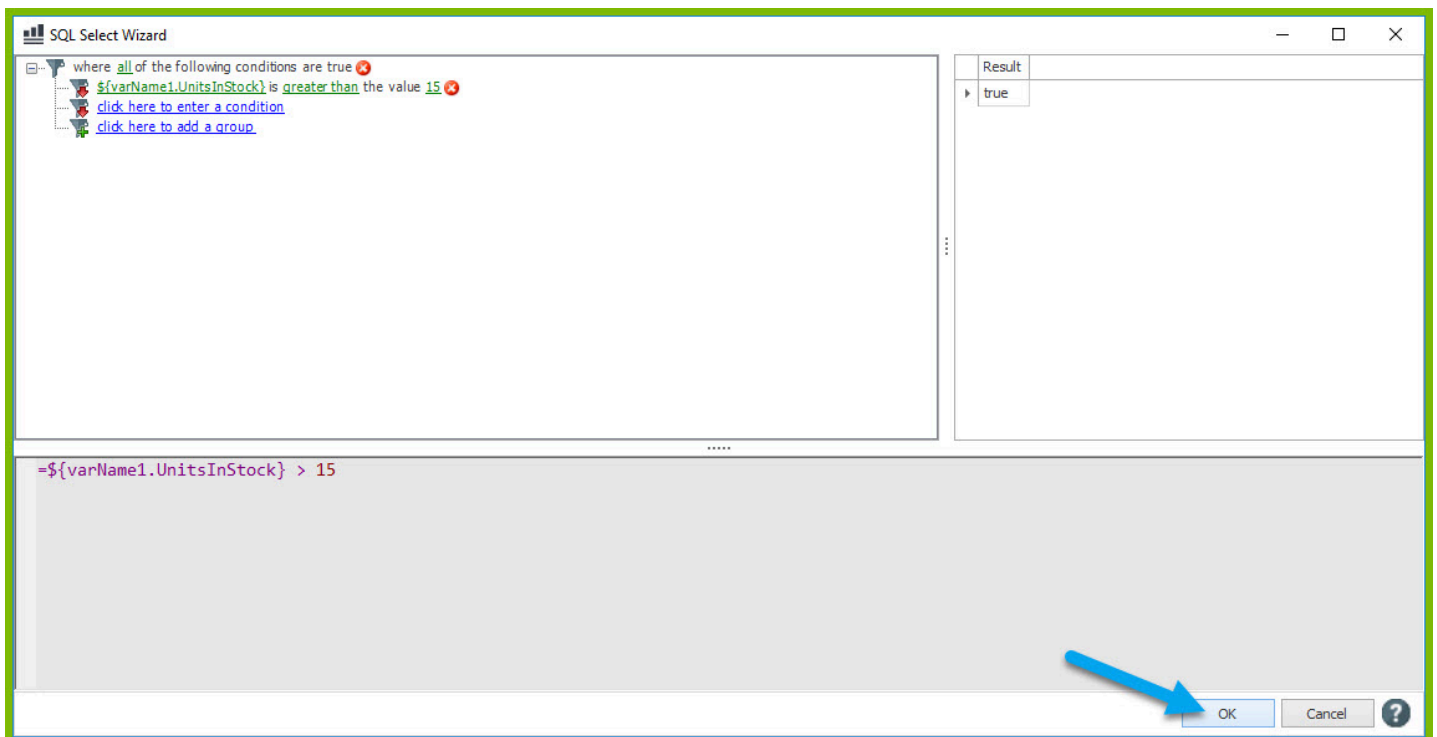 SQL Select Wizard
where all of the following conditions are true
${varName1.UnitsInStock} is greater than the value 15
click here to enter a condition
click here to add a group
Result
true
=${varName1.UnitsInStock} > 15
OK
Cancel
?